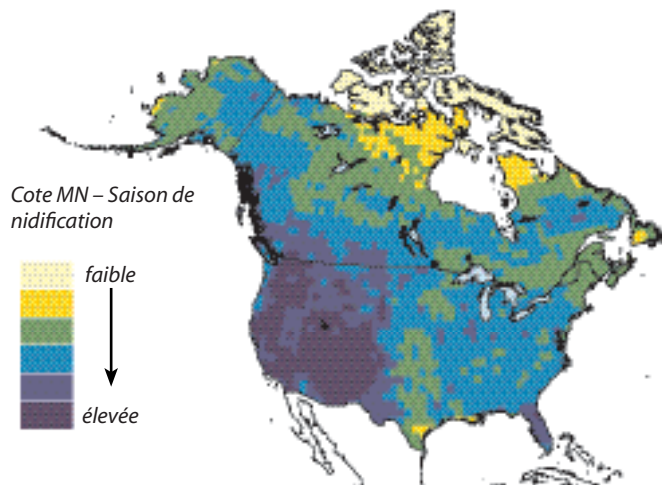 Cote MN – Saison de
nidification
faible
élevée